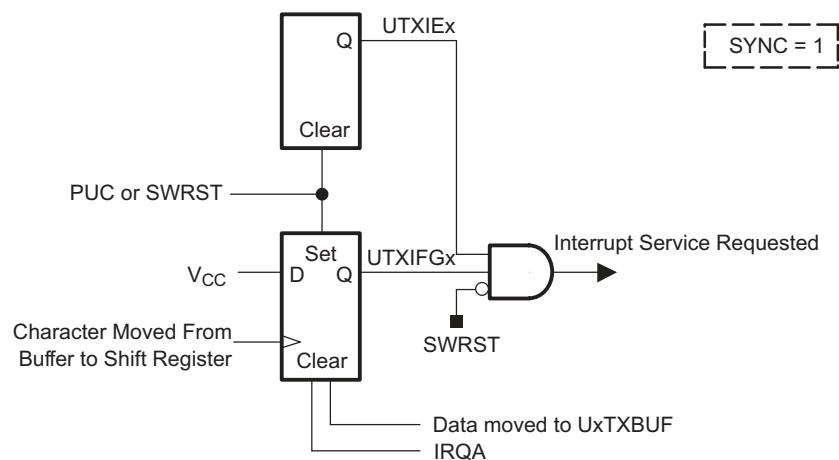 UTXIEx
SYNC = 1
Q
Clear
PUC or SWRST
Set
UTXIFGx
Interrupt Service Requested
VCC
D
Q
Character Moved From
Buffer to Shift Register
SWRST
Clear
Data moved to UxTXBUF
IRQA